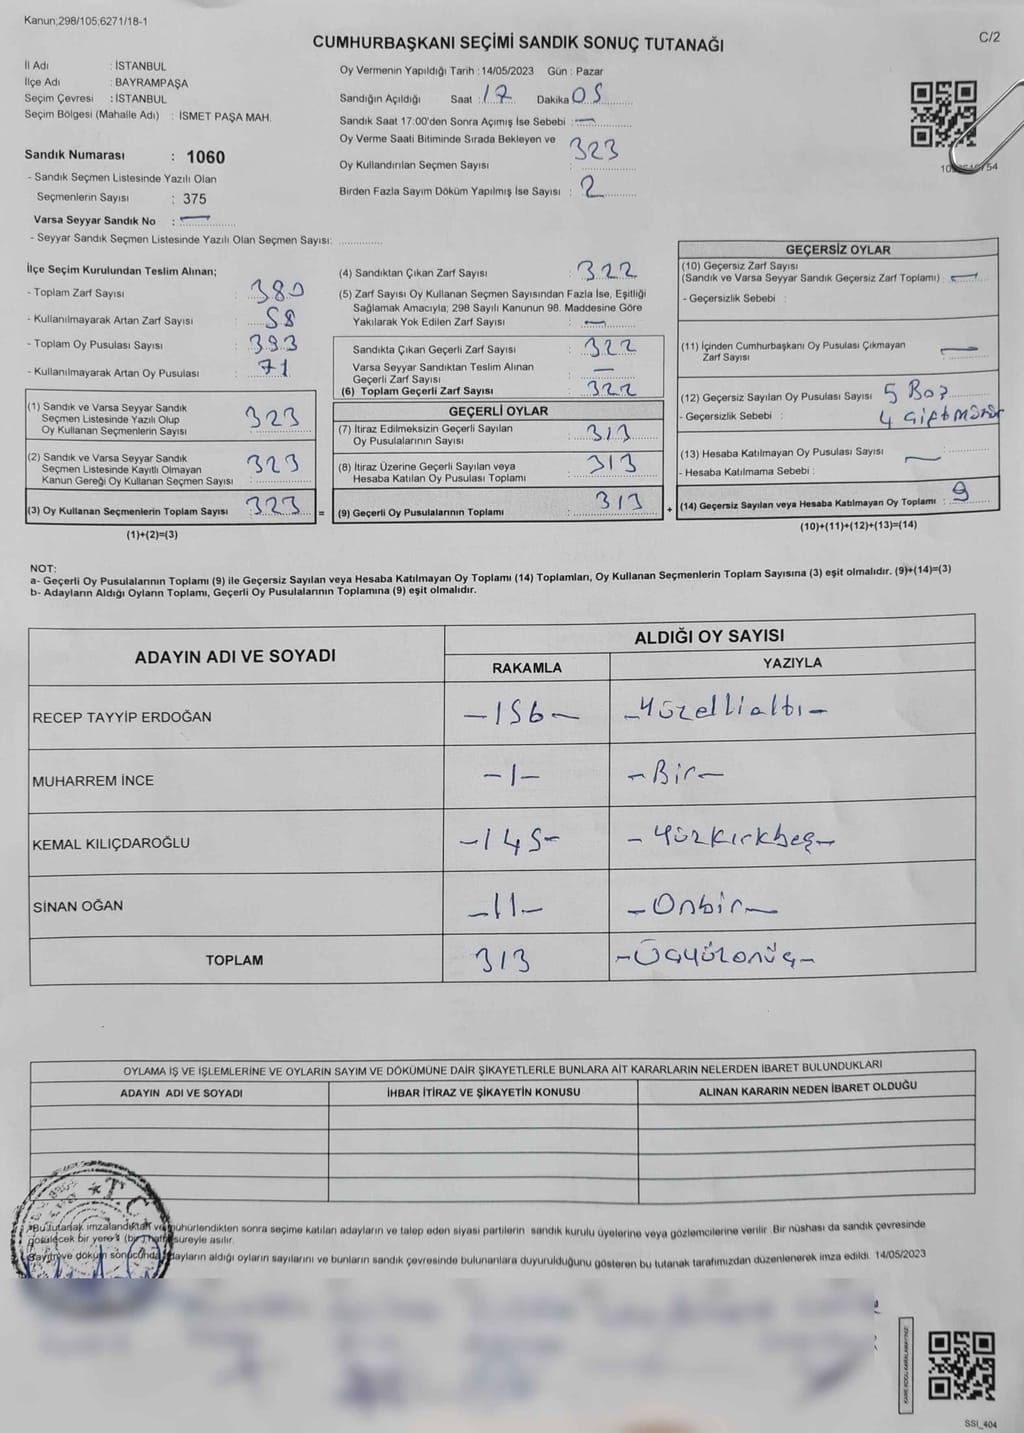 Kanun;298/105;6271/18-1
C/2
CUMHURBAŞKANI SEÇİMİ SANDIK SONUÇ TUTANAĞI
İl Adı : İSTANBUL
İlçe Adı : BAYRAMPAŞA
Seçim Çevresi : İSTANBUL
Seçim Bölgesi (Mahalle Adı) : İSMET PAŞA MAH.
Sandık Numarası : 1060
- Sandık Seçmen Listesinde Yazılı Olan
Seçmenlerin Sayısı : 375
Varsa Seyyar Sandık No : —
- Seyyar Sandık Seçmen Listesinde Yazılı Olan Seçmen Sayısı: ..............
Oy Vermenin Yapıldığı Tarih : 14/05/2023 Gün : Pazar
Sandığın Açıldığı Saat : 17 Dakika 05
Sandık Saat 17:00'den Sonra Açımış İse Sebebi : —
Oy Verme Saati Bitiminde Sırada Bekleyen ve
Oy Kullandırılan Seçmen Sayısı : 323
Birden Fazla Sayım Döküm Yapılmış İse Sayısı : 2
İlçe Seçim Kurulundan Teslim Alınan;
- Toplam Zarf Sayısı : 380
- Kullanılmayarak Artan Zarf Sayısı : 58
- Toplam Oy Pusulası Sayısı : 393
- Kullanılmayarak Artan Oy Pusulası : 71
(1) Sandık ve Varsa Seyyar Sandık
Seçmen Listesinde Yazılı Olup
Oy Kullanan Seçmenlerin Sayısı : 323
(2) Sandık ve Varsa Seyyar Sandık
Seçmen Listesinde Kayıtlı Olmayan
Kanun Gereği Oy Kullanan Seçmen Sayısı : 323
(3) Oy Kullanan Seçmenlerin Toplam Sayısı : 323 =
(1)+(2)=(3)
(4) Sandıktan Çıkan Zarf Sayısı : 322
(5) Zarf Sayısı Oy Kullanan Seçmen Sayısından Fazla İse, Eşitliği
Sağlamak Amacıyla; 298 Sayılı Kanunun 98. Maddesine Göre
Yakılarak Yok Edilen Zarf Sayısı : —
Sandıkta Çıkan Geçerli Zarf Sayısı : 322
Varsa Seyyar Sandıktan Teslim Alınan
Geçerli Zarf Sayısı : —
(6) Toplam Geçerli Zarf Sayısı : 322
GEÇERLİ OYLAR
(7) İtiraz Edilmeksizin Geçerli Sayılan
Oy Pusulalarının Sayısı : 313
(8) İtiraz Üzerine Geçerli Sayılan veya
Hesaba Katılan Oy Pusulası Toplamı : 313
(9) Geçerli Oy Pusulalarının Toplamı : 313 +
GEÇERSİZ OYLAR
(10) Geçersiz Zarf Sayısı
(Sandık ve Varsa Seyyar Sandık Geçersiz Zarf Toplamı) : —
- Geçersizlik Sebebi :
(11) İçinden Cumhurbaşkanı Oy Pusulası Çıkmayan
Zarf Sayısı : —
(12) Geçersiz Sayılan Oy Pusulası Sayısı 5 Boş
- Geçersizlik Sebebi : 4 Çift mühür
(13) Hesaba Katılmayan Oy Pusulası Sayısı : —
- Hesaba Katılmama Sebebi :
(14) Geçersiz Sayılan veya Hesaba Katılmayan Oy Toplamı : 9
(10)+(11)+(12)+(13)=(14)
NOT:
a- Geçerli Oy Pusulalarının Toplamı (9) ile Geçersiz Sayılan veya Hesaba Katılmayan Oy Toplamı (14) Toplamları, Oy Kullanan Seçmenlerin Toplam Sayısına (3) eşit olmalıdır. (9)+(14)=(3)
b- Adayların Aldığı Oyların Toplamı, Geçerli Oy Pusulalarının Toplamına (9) eşit olmalıdır.
ADAYIN ADI VE SOYADI
ALDIĞI OY SAYISI
RAKAMLA YAZIYLA
RECEP TAYYİP ERDOĞAN -156- -Yüzellialtı-
MUHARREM İNCE -1- -Bir-
KEMAL KILIÇDAROĞLU -145- -Yüzkırkbeş-
SİNAN OĞAN -11- -Onbir-
TOPLAM 313 -Üçyüzonüç-
OYLAMA İŞ VE İŞLEMLERİNE VE OYLARIN SAYIM VE DÖKÜMÜNE DAİR ŞİKAYETLERLE BUNLARA AİT KARARLARIN NELERDEN İBARET BULUNDUKLARI
ADAYIN ADI VE SOYADI İHBAR İTİRAZ VE ŞİKAYETİN KONUSU ALINAN KARARIN NEDEN İBARET OLDUĞU
T.C.
*Bu tutanak imzalandıktan ve mühürlendikten sonra seçime katılan adayların ve talep eden siyasi partilerin sandık kurulu üyelerine veya gözlemcilerine verilir. Bir nüshası da sandık çevresinde
görülecek bir yere 1 (bir) hafta süreyle asılır.
Sayım ve döküm sonucunda adayların aldığı oyların sayılarını ve bunların sandık çevresinde bulunanlara duyurulduğunu gösteren bu tutanak tarafımızdan düzenlenerek imza edildi. 14/05/2023
SSI_404